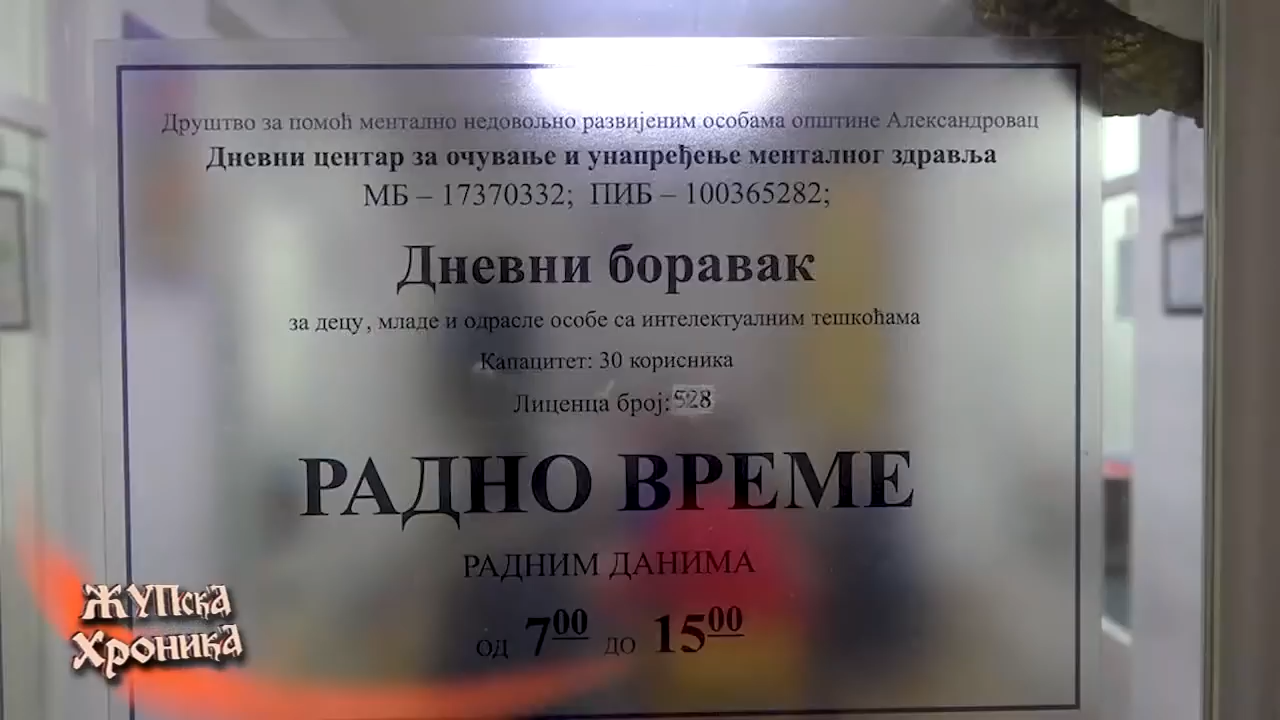 Друштво за помоћ ментално недовољно развијеним особама општине Александровац
Дневни центар за очување и унапређење менталног здравља
МБ – 17370332; ПИБ – 100365282;
Дневни боравак
за децу, младе и одрасле особе са интелектуалним тешкоћама
Капацитет: 30 корисника
Лиценца број: 528
РАДНО ВРЕМЕ
РАДНИМ ДАНИМА
од 7⁰⁰ до 15⁰⁰
ЖУПска
Хроника